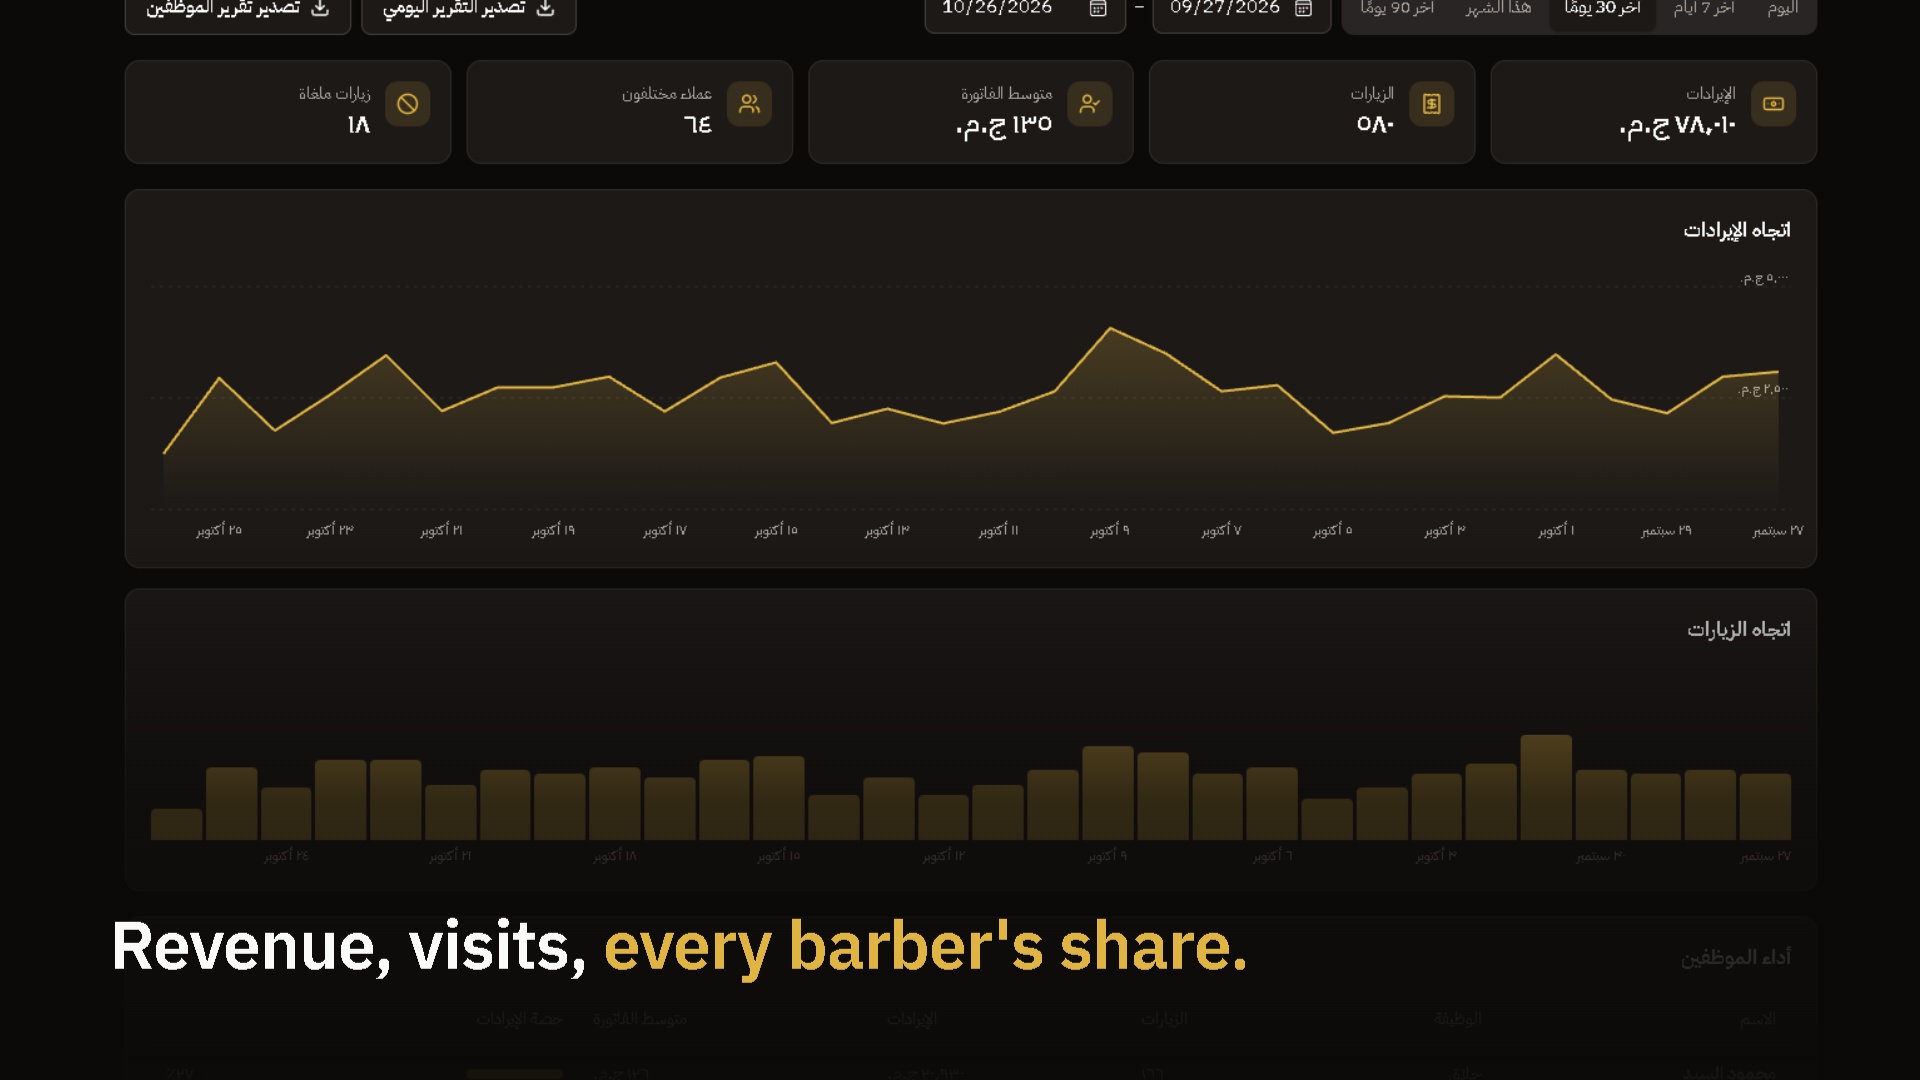 اليوم
آخر 7 أيام
آخر 30 يومًا
هذا الشهر
آخر 90 يومًا
09/27/2026 – 10/26/2026
تصدير التقرير اليومي
تصدير تقرير الموظفين
الإيرادات
٧٨,٠١٠ ج.م.
الزيارات
٥٨٠
متوسط الفاتورة
١٣٥ ج.م.
عملاء مختلفون
٦٤
زيارات ملغاة
١٨
اتجاه الإيرادات
٥,٠٠٠ ج.م.
٢,٥٠٠ ج.م.
٢٧ سبتمبر
٢٩ سبتمبر
١ أكتوبر
٣ أكتوبر
٥ أكتوبر
٧ أكتوبر
٩ أكتوبر
١١ أكتوبر
١٣ أكتوبر
١٥ أكتوبر
١٧ أكتوبر
١٩ أكتوبر
٢١ أكتوبر
٢٣ أكتوبر
٢٥ أكتوبر
اتجاه الزيارات
٢٧ سبتمبر
٣٠ سبتمبر
٣ أكتوبر
٦ أكتوبر
٩ أكتوبر
١٢ أكتوبر
١٥ أكتوبر
١٨ أكتوبر
٢١ أكتوبر
٢٤ أكتوبر
Revenue, visits, every barber's share.
أداء الموظفين
الاسم
الوظيفة
الزيارات
الإيرادات
متوسط الفاتورة
حصة الإيرادات
محمود السيد
حلاق
١٦٦
١٢٦ ج.م.